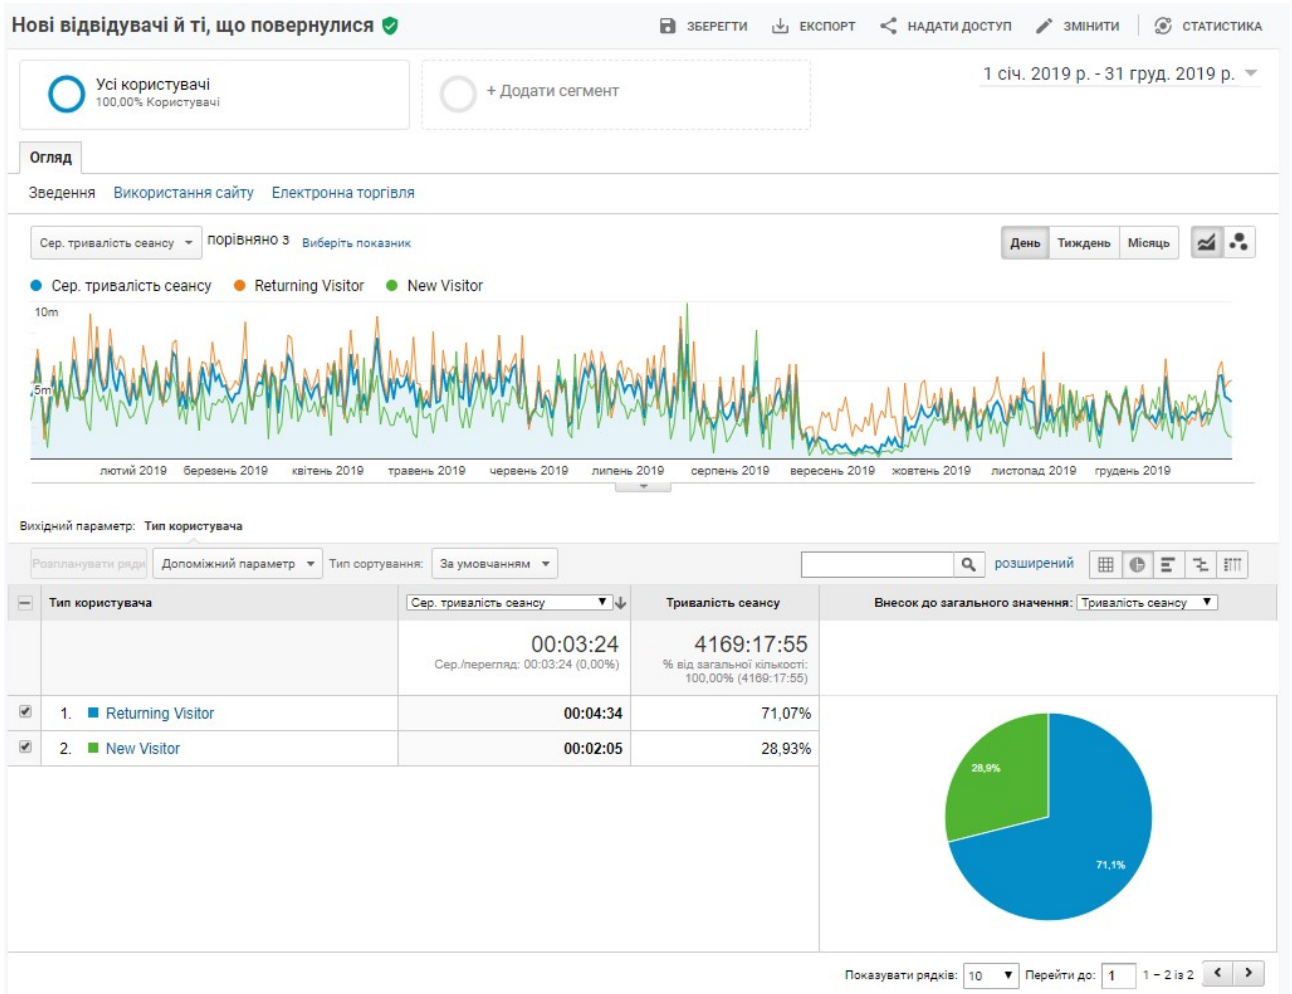 Нові відвідувачі й ті, що повернулися
ЗБЕРЕГТИ ЕКСПОРТ НАДАТИ ДОСТУП ЗМІНИТИ СТАТИСТИКА
Усі користувачі
100,00% Користувачі
+ Додати сегмент
1 січ. 2019 р. - 31 груд. 2019 р.
Огляд
Зведення Використання сайту Електронна торгівля
Сер. тривалість сеансу порівняно з Виберіть показник
День Тиждень Місяць
Сер. тривалість сеансу Returning Visitor New Visitor
10m
5m
лютий 2019 березень 2019 квітень 2019 травень 2019 червень 2019 липень 2019 серпень 2019 вересень 2019 жовтень 2019 листопад 2019 грудень 2019
Вихідний параметр: Тип користувача
Розпланувати ряди Допоміжний параметр Тип сортування: За умовчанням розширений
Тип користувача Сер. тривалість сеансу Тривалість сеансу Внесок до загального значення: Тривалість сеансу
00:03:24 4169:17:55
Сер./перегляд: 00:03:24 (0,00%) % від загальної кількості:
100,00% (4169:17:55)
1. Returning Visitor 00:04:34 71,07%
2. New Visitor 00:02:05 28,93%
28,9%
71,1%
Показувати рядків: 10 Перейти до: 1 1 – 2 із 2